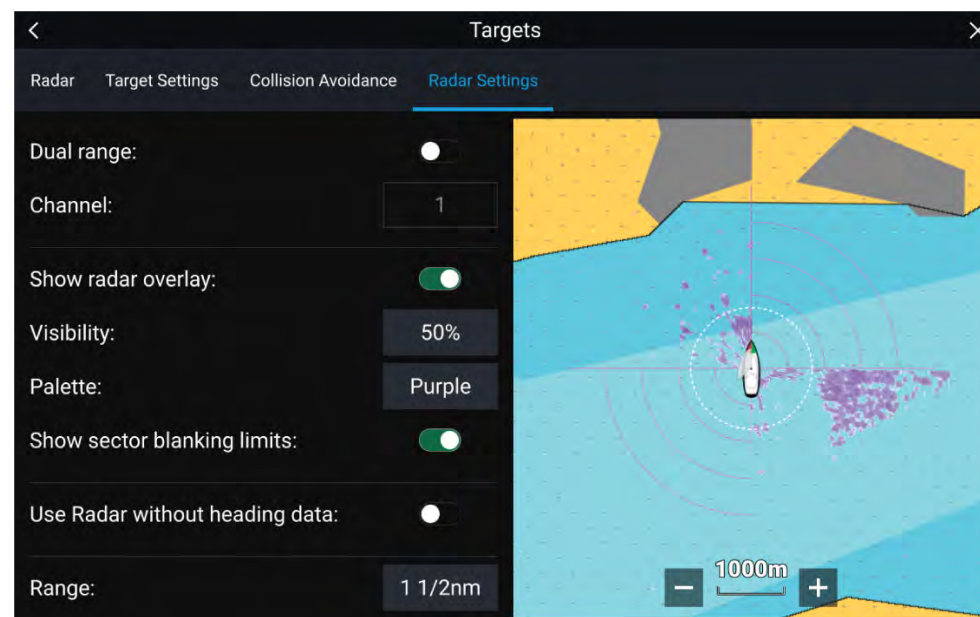 Targets
Radar Target Settings Collision Avoidance Radar Settings
Dual range:
Channel: 1
Show radar overlay:
Visibility: 50%
Palette: Purple
Show sector blanking limits:
Use Radar without heading data:
Range: 1 1/2nm
1000m